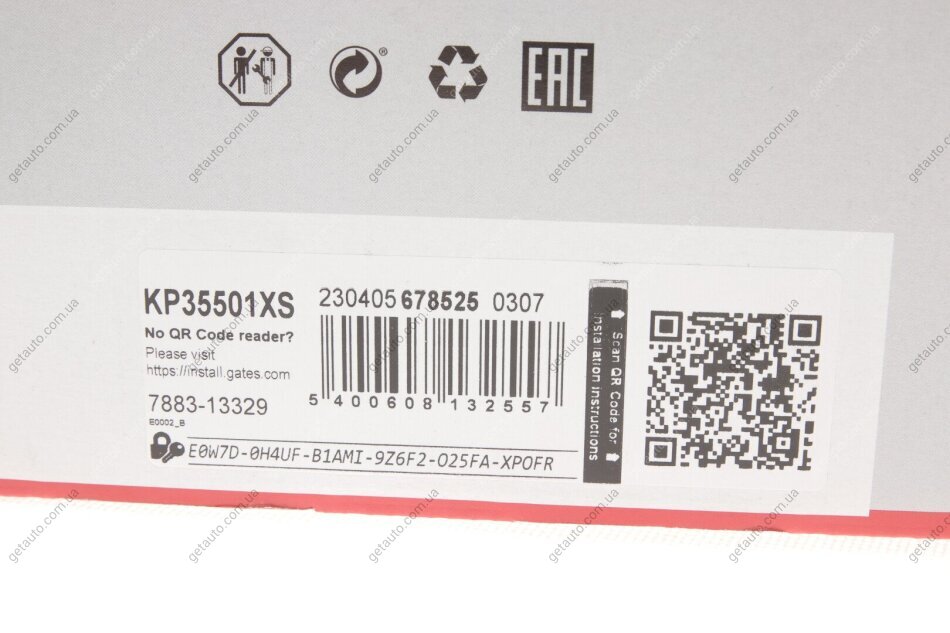 EAC
KP35501XS
230405 678525 0307
No QR Code reader?
Please visit
https://install.gates.com
5 400608 132557
7883-13329
E0002_B
E0W7D-0H4UF-B1AMI-9Z6F2-O25FA-XPOFR
Scan QR Code for
installation instructions
getauto.com.ua